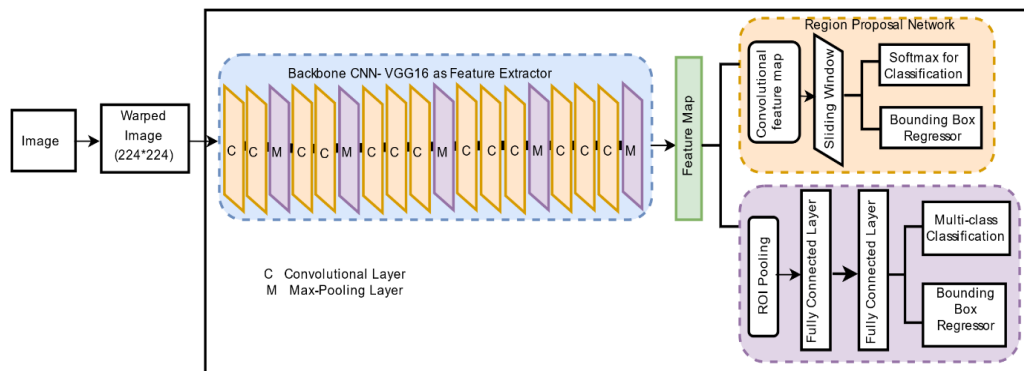 Image
Warped
Image
(224*224)
Backbone CNN- VGG16 as Feature Extractor
C C M C C M C C C M C C C M C C C M
C Convolutional Layer
M Max-Pooling Layer
Feature Map
Region Proposal Network
Convolutional
feature map
Sliding Window
Softmax for
Classification
Bounding Box
Regressor
ROI Pooling
Fully Connected Layer
Fully Connected Layer
Multi-class
Classification
Bounding
Box
Regressor